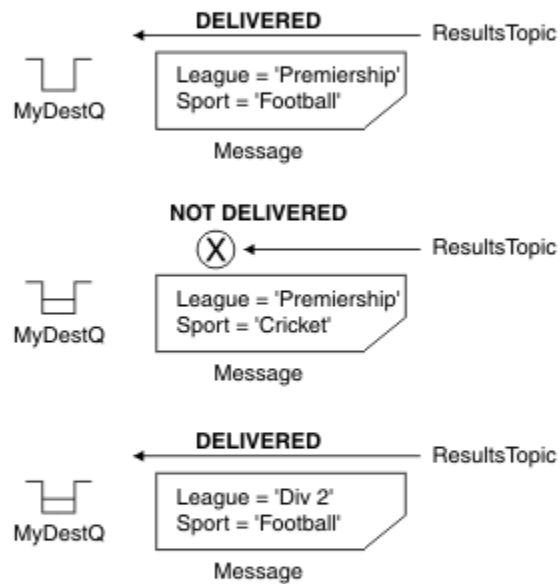 DELIVERED
ResultsTopic
League = 'Premiership'
Sport = 'Football'
MyDestQ
Message
NOT DELIVERED
X
ResultsTopic
League = 'Premiership'
Sport = 'Cricket'
MyDestQ
Message
DELIVERED
ResultsTopic
League = 'Div 2'
Sport = 'Football'
MyDestQ
Message